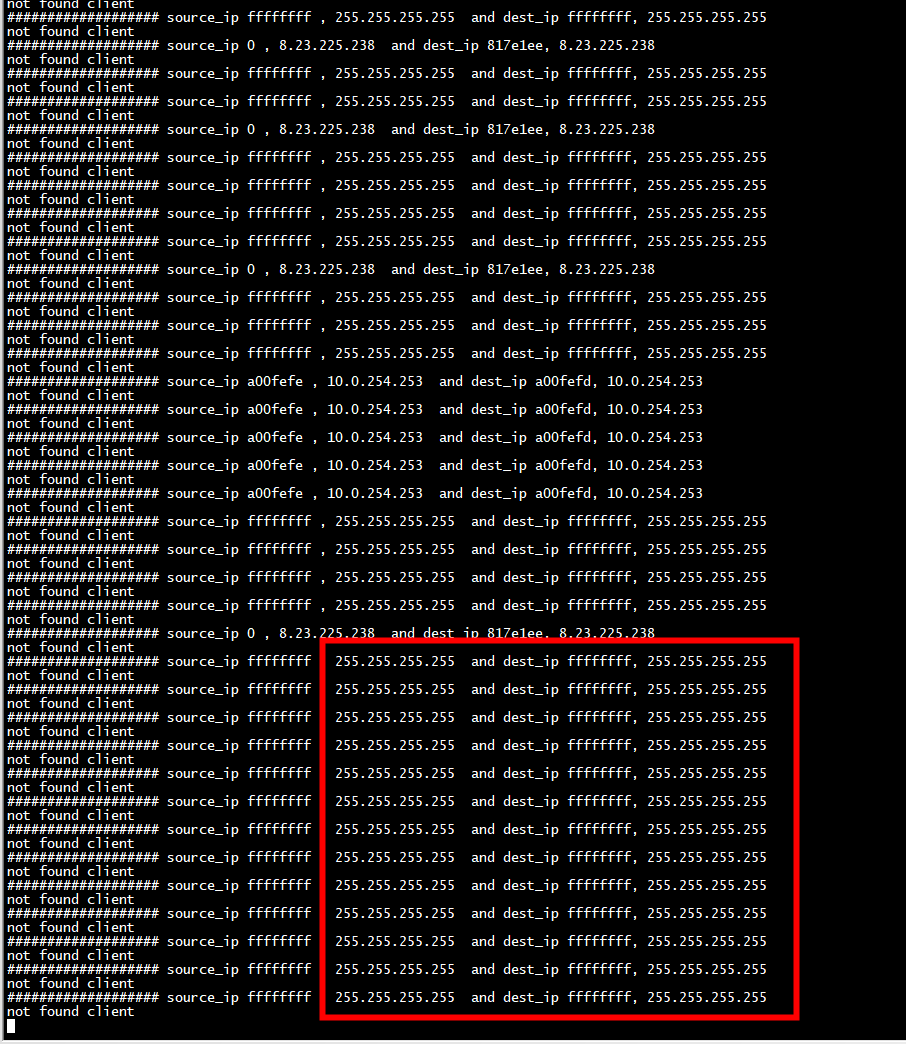 not found client
################### source_ip ffffffff , 255.255.255.255  and dest_ip ffffffff, 255.255.255.255
not found client
################### source_ip 0 , 8.23.225.238  and dest_ip 817e1ee, 8.23.225.238
not found client
################### source_ip ffffffff , 255.255.255.255  and dest_ip ffffffff, 255.255.255.255
not found client
################### source_ip ffffffff , 255.255.255.255  and dest_ip ffffffff, 255.255.255.255
not found client
################### source_ip 0 , 8.23.225.238  and dest_ip 817e1ee, 8.23.225.238
not found client
################### source_ip ffffffff , 255.255.255.255  and dest_ip ffffffff, 255.255.255.255
not found client
################### source_ip ffffffff , 255.255.255.255  and dest_ip ffffffff, 255.255.255.255
not found client
################### source_ip ffffffff , 255.255.255.255  and dest_ip ffffffff, 255.255.255.255
not found client
################### source_ip ffffffff , 255.255.255.255  and dest_ip ffffffff, 255.255.255.255
not found client
################### source_ip 0 , 8.23.225.238  and dest_ip 817e1ee, 8.23.225.238
not found client
################### source_ip ffffffff , 255.255.255.255  and dest_ip ffffffff, 255.255.255.255
not found client
################### source_ip ffffffff , 255.255.255.255  and dest_ip ffffffff, 255.255.255.255
not found client
################### source_ip ffffffff , 255.255.255.255  and dest_ip ffffffff, 255.255.255.255
not found client
################### source_ip a00fefe , 10.0.254.253  and dest_ip a00fefd, 10.0.254.253
not found client
################### source_ip a00fefe , 10.0.254.253  and dest_ip a00fefd, 10.0.254.253
not found client
################### source_ip a00fefe , 10.0.254.253  and dest_ip a00fefd, 10.0.254.253
not found client
################### source_ip a00fefe , 10.0.254.253  and dest_ip a00fefd, 10.0.254.253
not found client
################### source_ip a00fefe , 10.0.254.253  and dest_ip a00fefd, 10.0.254.253
not found client
################### source_ip ffffffff , 255.255.255.255  and dest_ip ffffffff, 255.255.255.255
not found client
################### source_ip ffffffff , 255.255.255.255  and dest_ip ffffffff, 255.255.255.255
not found client
################### source_ip ffffffff , 255.255.255.255  and dest_ip ffffffff, 255.255.255.255
not found client
################### source_ip ffffffff , 255.255.255.255  and dest_ip ffffffff, 255.255.255.255
not found client
################### source_ip 0 , 8.23.225.238  and dest_ip 817e1ee, 8.23.225.238
not found client
################### source_ip ffffffff   255.255.255.255  and dest_ip ffffffff, 255.255.255.255
not found client
################### source_ip ffffffff   255.255.255.255  and dest_ip ffffffff, 255.255.255.255
not found client
################### source_ip ffffffff   255.255.255.255  and dest_ip ffffffff, 255.255.255.255
not found client
################### source_ip ffffffff   255.255.255.255  and dest_ip ffffffff, 255.255.255.255
not found client
################### source_ip ffffffff   255.255.255.255  and dest_ip ffffffff, 255.255.255.255
not found client
################### source_ip ffffffff   255.255.255.255  and dest_ip ffffffff, 255.255.255.255
not found client
################### source_ip ffffffff   255.255.255.255  and dest_ip ffffffff, 255.255.255.255
not found client
################### source_ip ffffffff   255.255.255.255  and dest_ip ffffffff, 255.255.255.255
not found client
################### source_ip ffffffff   255.255.255.255  and dest_ip ffffffff, 255.255.255.255
not found client
################### source_ip ffffffff   255.255.255.255  and dest_ip ffffffff, 255.255.255.255
not found client
################### source_ip ffffffff   255.255.255.255  and dest_ip ffffffff, 255.255.255.255
not found client
################### source_ip ffffffff   255.255.255.255  and dest_ip ffffffff, 255.255.255.255
not found client
################### source_ip ffffffff   255.255.255.255  and dest_ip ffffffff, 255.255.255.255
not found client